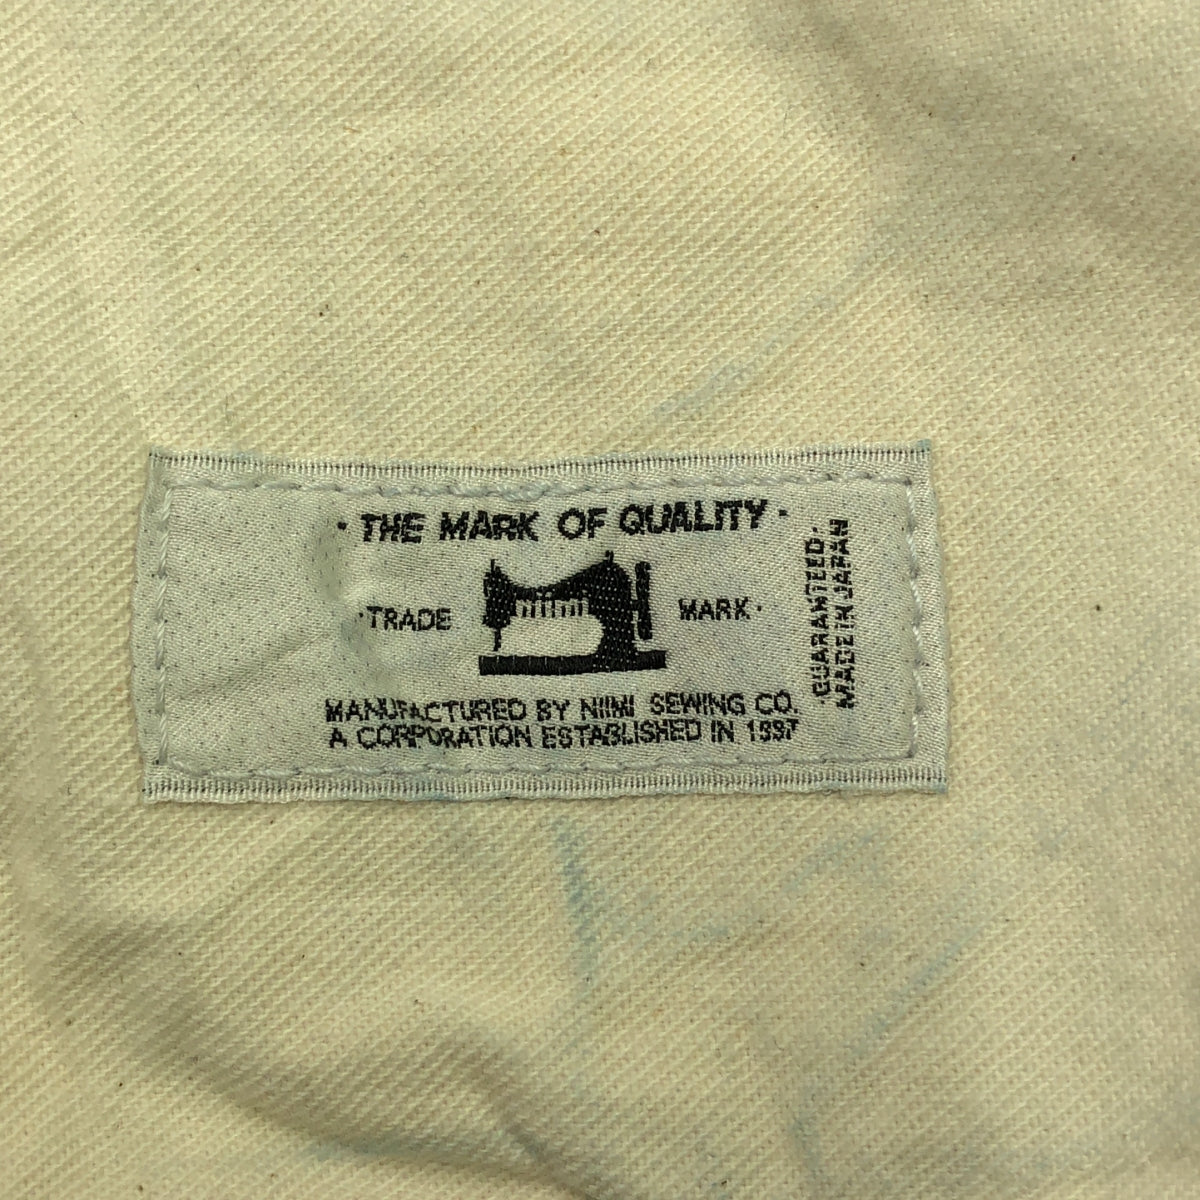 · THE MARK OF QUALITY ·
· TRADE MARK ·
MANUFACTURED BY NIIMI SEWING CO.
A CORPORATION ESTABLISHED IN 1997
· GUARANTEED ·
MADE IN JAPAN